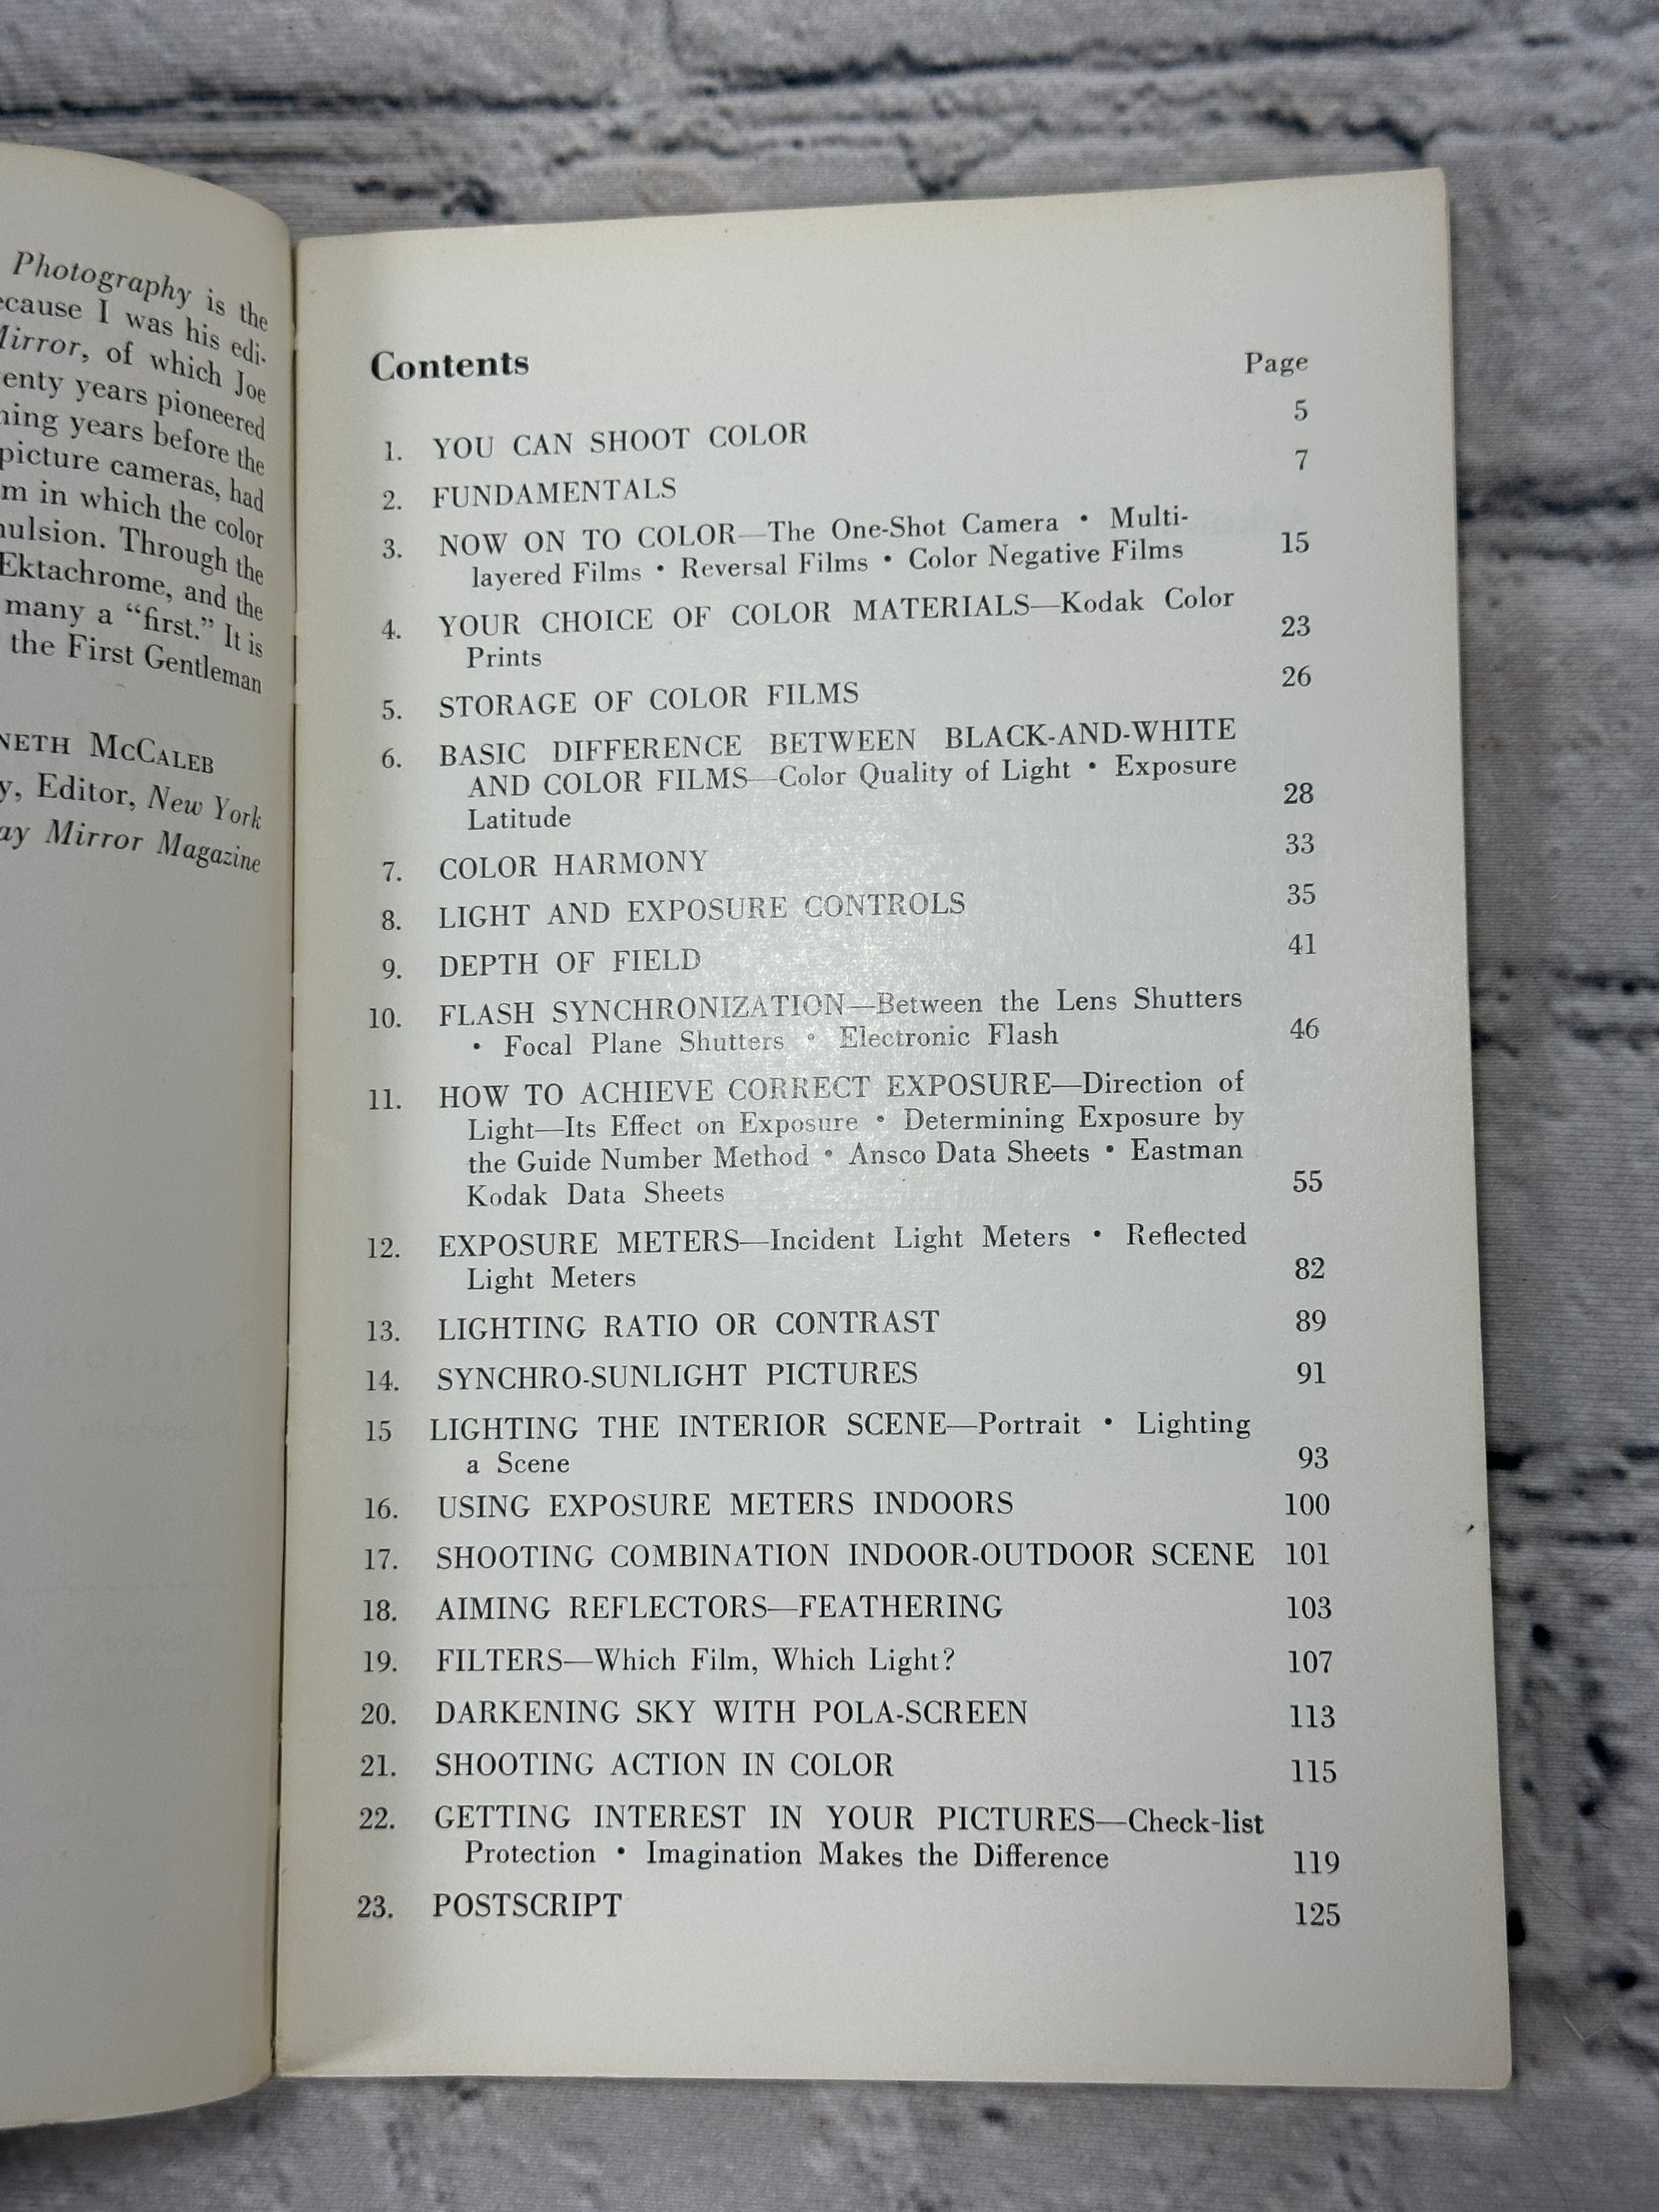 Photography is the
ecause I was his edi-
Mirror, of which Joe
enty years pioneered
ning years before the
picture cameras, had
m in which the color
nulsion. Through the
Ektachrome, and the
many a “first.” It is
the First Gentleman
NETH MCCALEB
y, Editor, New York
ay Mirror Magazine
Contents Page
1. YOU CAN SHOOT COLOR 5
2. FUNDAMENTALS 7
3. NOW ON TO COLOR—The One-Shot Camera • Multi-
layered Films • Reversal Films • Color Negative Films 15
4. YOUR CHOICE OF COLOR MATERIALS—Kodak Color
Prints 23
5. STORAGE OF COLOR FILMS 26
6. BASIC DIFFERENCE BETWEEN BLACK-AND-WHITE
AND COLOR FILMS—Color Quality of Light • Exposure
Latitude 28
7. COLOR HARMONY 33
8. LIGHT AND EXPOSURE CONTROLS 35
9. DEPTH OF FIELD 41
10. FLASH SYNCHRONIZATION—Between the Lens Shutters
• Focal Plane Shutters • Electronic Flash 46
11. HOW TO ACHIEVE CORRECT EXPOSURE—Direction of
Light—Its Effect on Exposure • Determining Exposure by
the Guide Number Method • Ansco Data Sheets • Eastman
Kodak Data Sheets 55
12. EXPOSURE METERS—Incident Light Meters • Reflected
Light Meters 82
13. LIGHTING RATIO OR CONTRAST 89
14. SYNCHRO-SUNLIGHT PICTURES 91
15 LIGHTING THE INTERIOR SCENE—Portrait • Lighting
a Scene 93
16. USING EXPOSURE METERS INDOORS 100
17. SHOOTING COMBINATION INDOOR-OUTDOOR SCENE 101
18. AIMING REFLECTORS—FEATHERING 103
19. FILTERS—Which Film, Which Light? 107
20. DARKENING SKY WITH POLA-SCREEN 113
21. SHOOTING ACTION IN COLOR 115
22. GETTING INTEREST IN YOUR PICTURES—Check-list
Protection • Imagination Makes the Difference 119
23. POSTSCRIPT 125